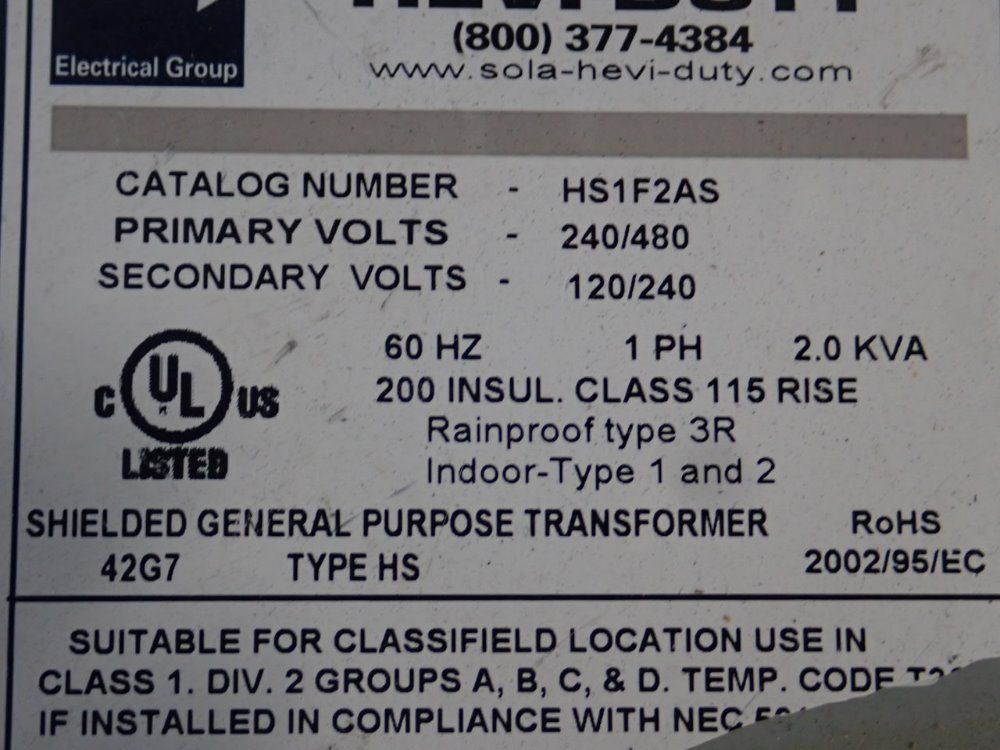 HEVI-DUTY
(800) 377-4384
Electrical Group
www.sola-hevi-duty.com
CATALOG NUMBER - HS1F2AS
PRIMARY VOLTS - 240/480
SECONDARY VOLTS - 120/240
60 HZ 1 PH 2.0 KVA
C UL US
LISTED
200 INSUL. CLASS 115 RISE
Rainproof type 3R
Indoor-Type 1 and 2
SHIELDED GENERAL PURPOSE TRANSFORMER RoHS
42G7 TYPE HS 2002/95/EC
SUITABLE FOR CLASSIFIELD LOCATION USE IN
CLASS 1. DIV. 2 GROUPS A, B, C, & D. TEMP. CODE
IF INSTALLED IN COMPLIANCE WITH NEC